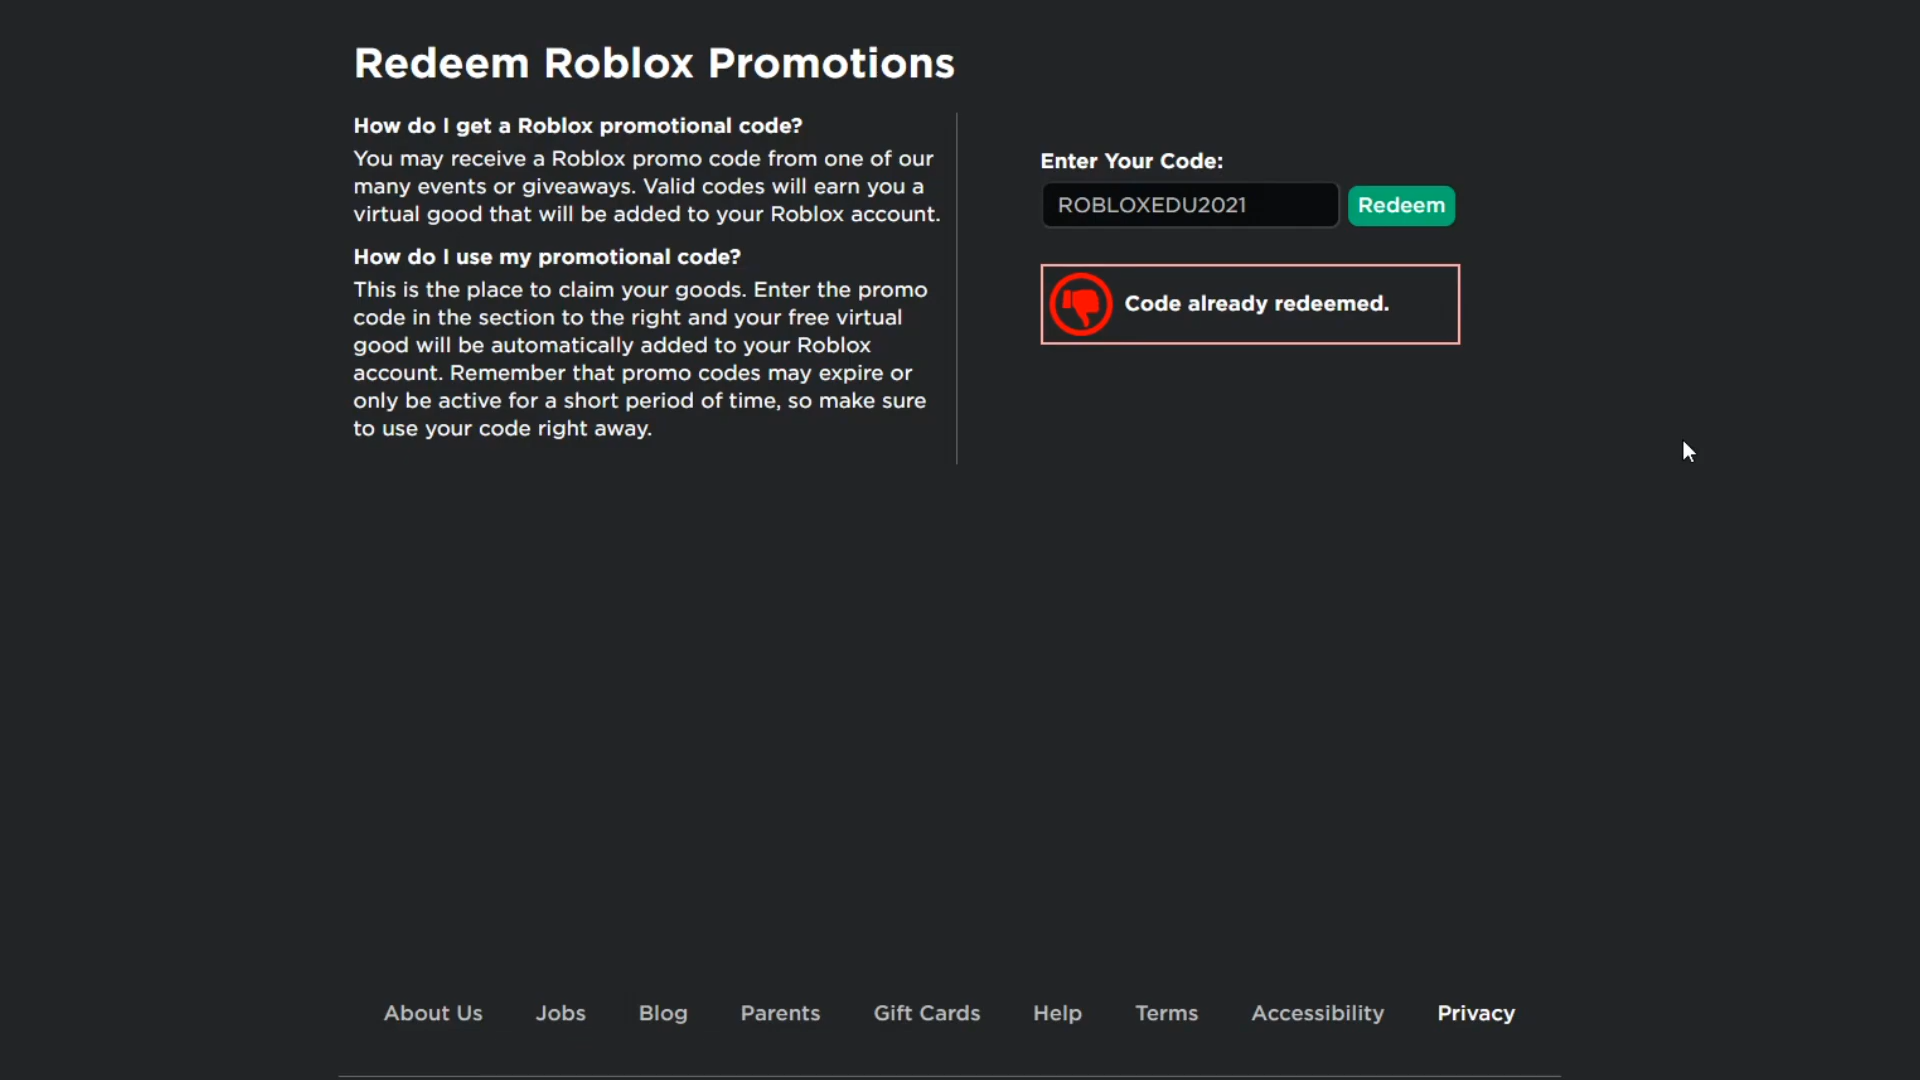 Redeem Roblox Promotions
How do I get a Roblox promotional code?
You may receive a Roblox promo code from one of our
many events or giveaways. Valid codes will earn you a
virtual good that will be added to your Roblox account.
How do I use my promotional code?
This is the place to claim your goods. Enter the promo
code in the section to the right and your free virtual
good will be automatically added to your Roblox
account. Remember that promo codes may expire or
only be active for a short period of time, so make sure
to use your code right away.
Enter Your Code:
ROBLOXEDU2021
Redeem
Code already redeemed.
About Us Jobs Blog Parents Gift Cards Help Terms Accessibility Privacy